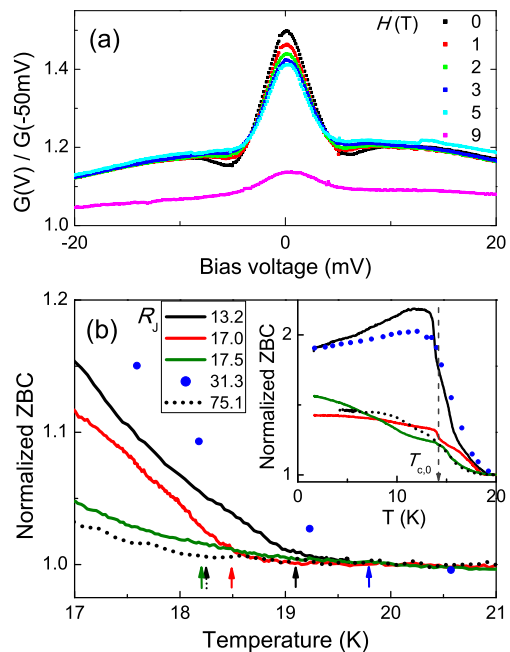 (a)
H (T)
0
1
2
3
5
9
G(V) / G(-50mV)
1.4
1.2
1.0
-20
-10
0
10
20
Bias voltage (mV)
(b)
R_J
13.2
17.0
17.5
31.3
75.1
Normalized ZBC
1.2
1.1
1.0
17
18
19
20
21
Temperature (K)
Normalized ZBC
2
1
0
10
20
T (K)
T_c,0